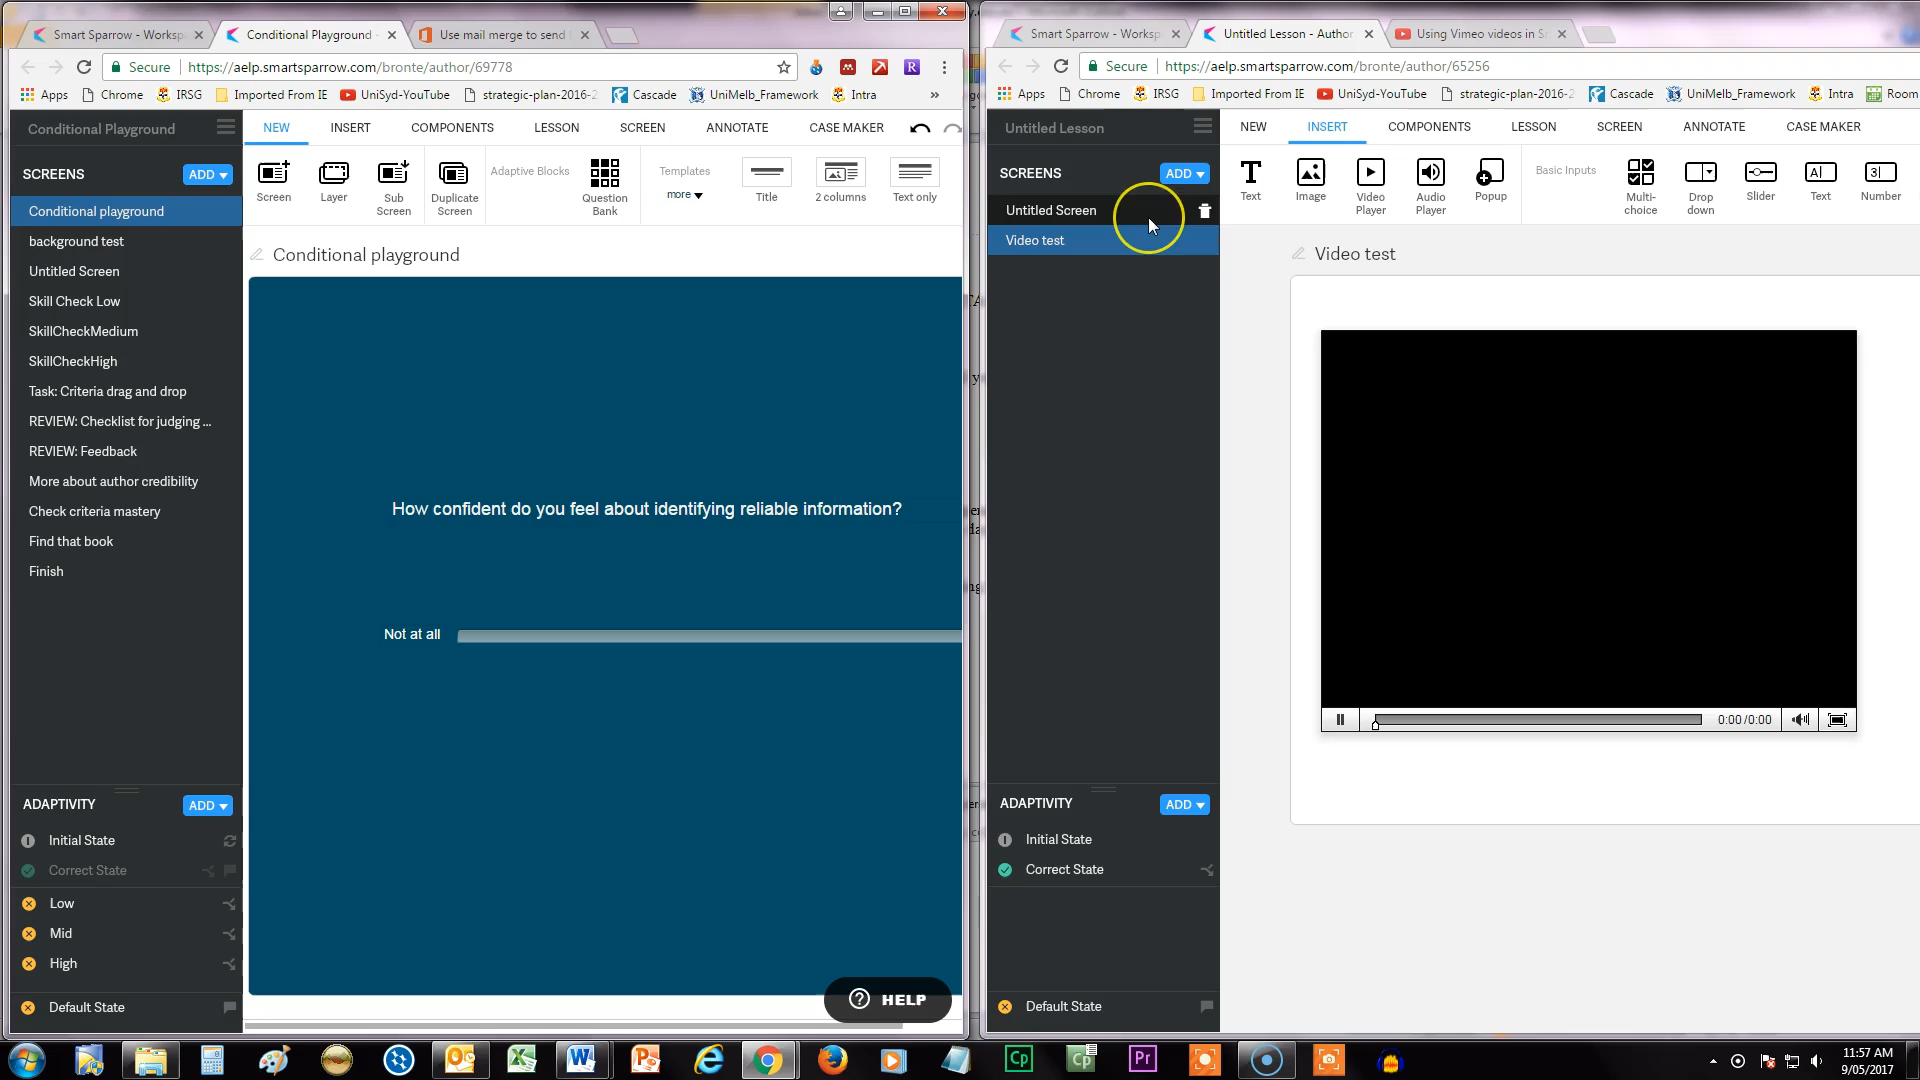 Smart Sparrow - Worksp
Conditional Playground -
Use mail merge to send
Secure https://aelp.smartsparrow.com/bronte/author/69778
Apps Chrome IRSG Imported From IE UniSyd-YouTube strategic-plan-2016-2 Cascade UniMelb_Framework Intra »
Conditional Playground
NEW INSERT COMPONENTS LESSON SCREEN ANNOTATE CASE MAKER
SCREENS ADD
Screen
Layer
Sub Screen
Duplicate Screen
Adaptive Blocks
Question Bank
Templates
more
Title
2 columns
Text only
Conditional playground
background test
Untitled Screen
Skill Check Low
SkillCheckMedium
SkillCheckHigh
Task: Criteria drag and drop
REVIEW: Checklist for judging ...
REVIEW: Feedback
More about author credibility
Check criteria mastery
Find that book
Finish
Conditional playground
How confident do you feel about identifying reliable information?
Not at all
ADAPTIVITY ADD
Initial State
Correct State
Low
Mid
High
Default State
HELP
Smart Sparrow - Worksp
Untitled Lesson - Author
Using Vimeo videos in S
Secure https://aelp.smartsparrow.com/bronte/author/65256
Apps Chrome IRSG Imported From IE UniSyd-YouTube strategic-plan-2016-2 Cascade UniMelb_Framework Intra Room
Untitled Lesson
NEW INSERT COMPONENTS LESSON SCREEN ANNOTATE CASE MAKER
SCREENS ADD
Text
Image
Video Player
Audio Player
Popup
Basic Inputs
Multi-choice
Drop down
Slider
Text
Number
Untitled Screen
Video test
Video test
0:00/0:00
ADAPTIVITY ADD
Initial State
Correct State
Default State
11:57 AM
9/05/2017